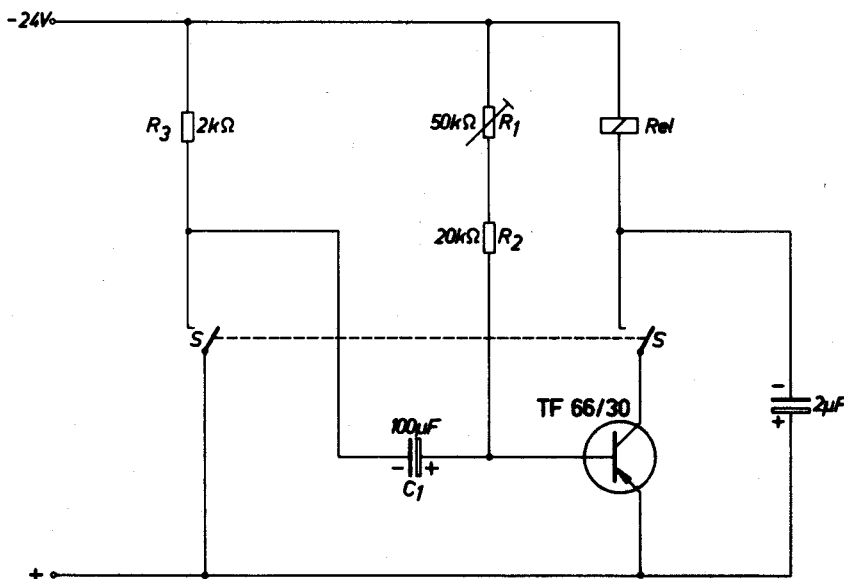 -24V
R3 2kΩ
50kΩ R1
Rel
20kΩ R2
S
S
TF 66/30
100µF
- +
C1
-
+
2µF
+